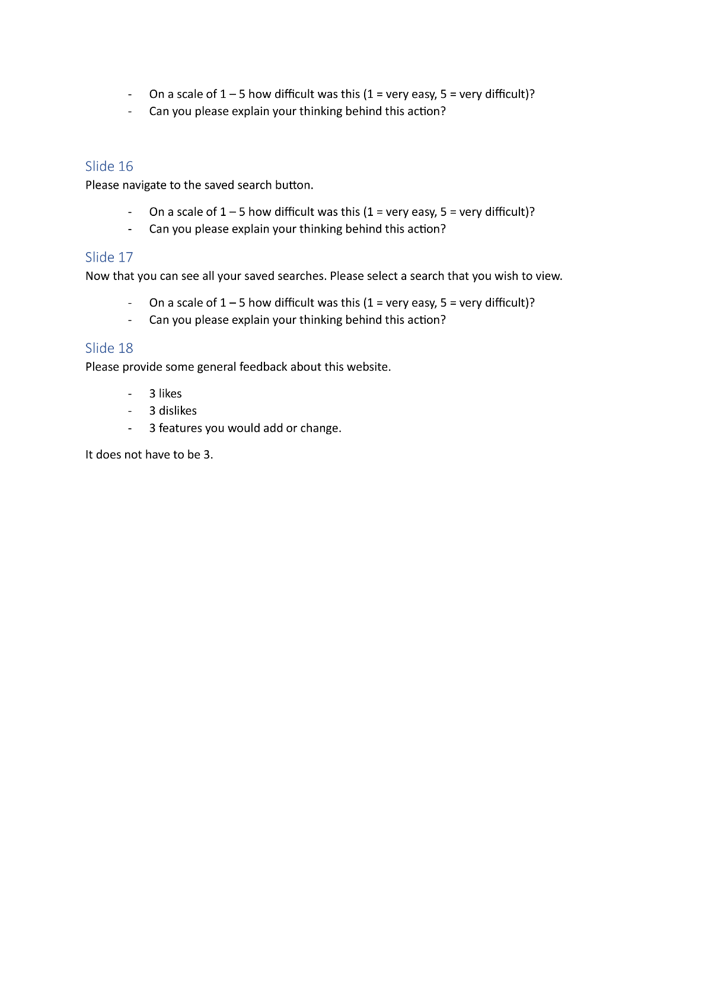 - On a scale of 1 – 5 how difficult was this (1 = very easy, 5 = very difficult)?
- Can you please explain your thinking behind this action?
Slide 16
Please navigate to the saved search button.
- On a scale of 1 – 5 how difficult was this (1 = very easy, 5 = very difficult)?
- Can you please explain your thinking behind this action?
Slide 17
Now that you can see all your saved searches. Please select a search that you wish to view.
- On a scale of 1 – 5 how difficult was this (1 = very easy, 5 = very difficult)?
- Can you please explain your thinking behind this action?
Slide 18
Please provide some general feedback about this website.
- 3 likes
- 3 dislikes
- 3 features you would add or change.
It does not have to be 3.